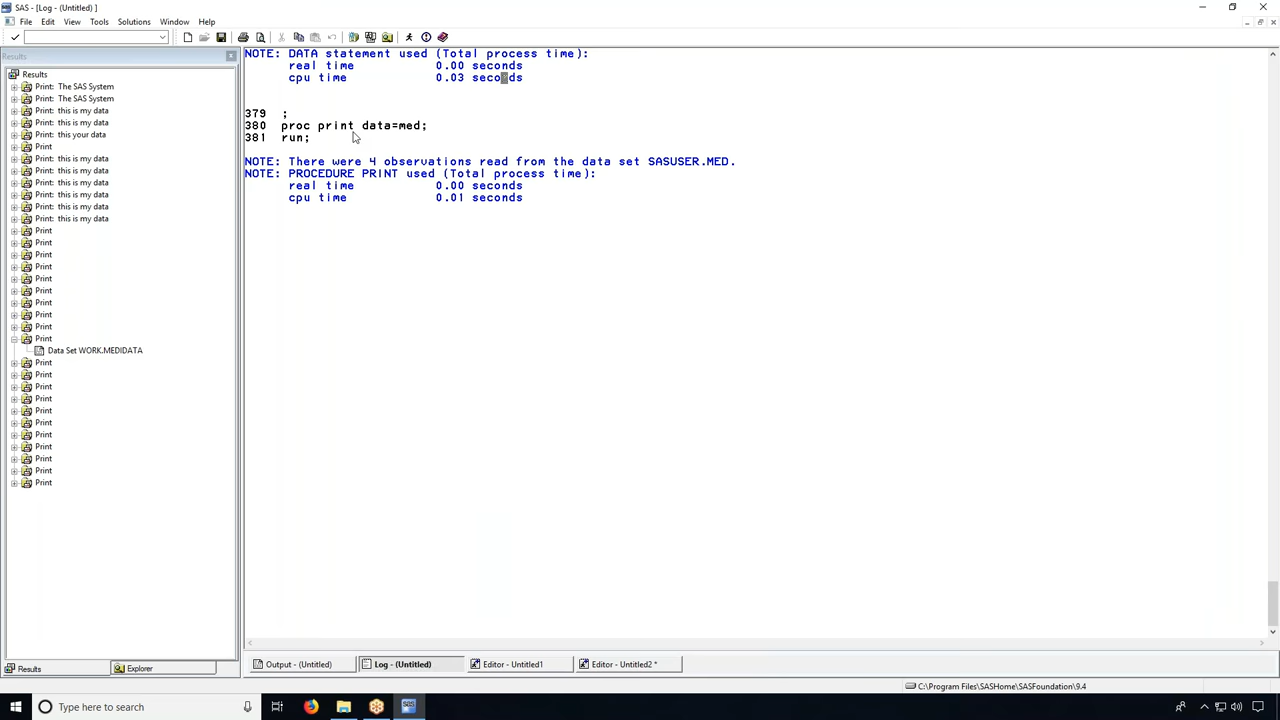 SAS - [Log - (Untitled) ]
File Edit View Tools Solutions Window Help
Results
Results
Print: The SAS System
Print: The SAS System
Print: this is my data
Print: this is my data
Print: this your data
Print
Print: this is my data
Print: this is my data
Print: this is my data
Print: this is my data
Print: this is my data
Print: this is my data
Print
Print
Print
Print
Print
Print
Print
Print
Print
Print
Data Set WORK.MEDIDATA
Print
Print
Print
Print
Print
Print
Print
Print
Print
Print
Print
Results Explorer
NOTE: DATA statement used (Total process time):
real time 0.00 seconds
cpu time 0.03 seconds
379 ;
380 proc print data=med;
381 run;
NOTE: There were 4 observations read from the data set SASUSER.MED.
NOTE: PROCEDURE PRINT used (Total process time):
real time 0.00 seconds
cpu time 0.01 seconds
Output - (Untitled) Log - (Untitled) Editor - Untitled1 Editor - Untitled2 *
C:\Program Files\SASHome\SASFoundation\9.4
Type here to search